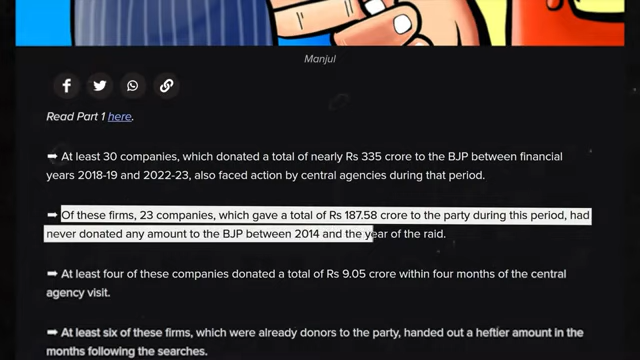 Manjul
Read Part 1 here.
➡ At least 30 companies, which donated a total of nearly Rs 335 crore to the BJP between financial
years 2018-19 and 2022-23, also faced action by central agencies during that period.
➡ Of these firms, 23 companies, which gave a total of Rs 187.58 crore to the party during this period, had
never donated any amount to the BJP between 2014 and the year of the raid.
➡ At least four of these companies donated a total of Rs 9.05 crore within four months of the central
agency visit.
➡ At least six of these firms, which were already donors to the party, handed out a heftier amount in the
months following the searches.